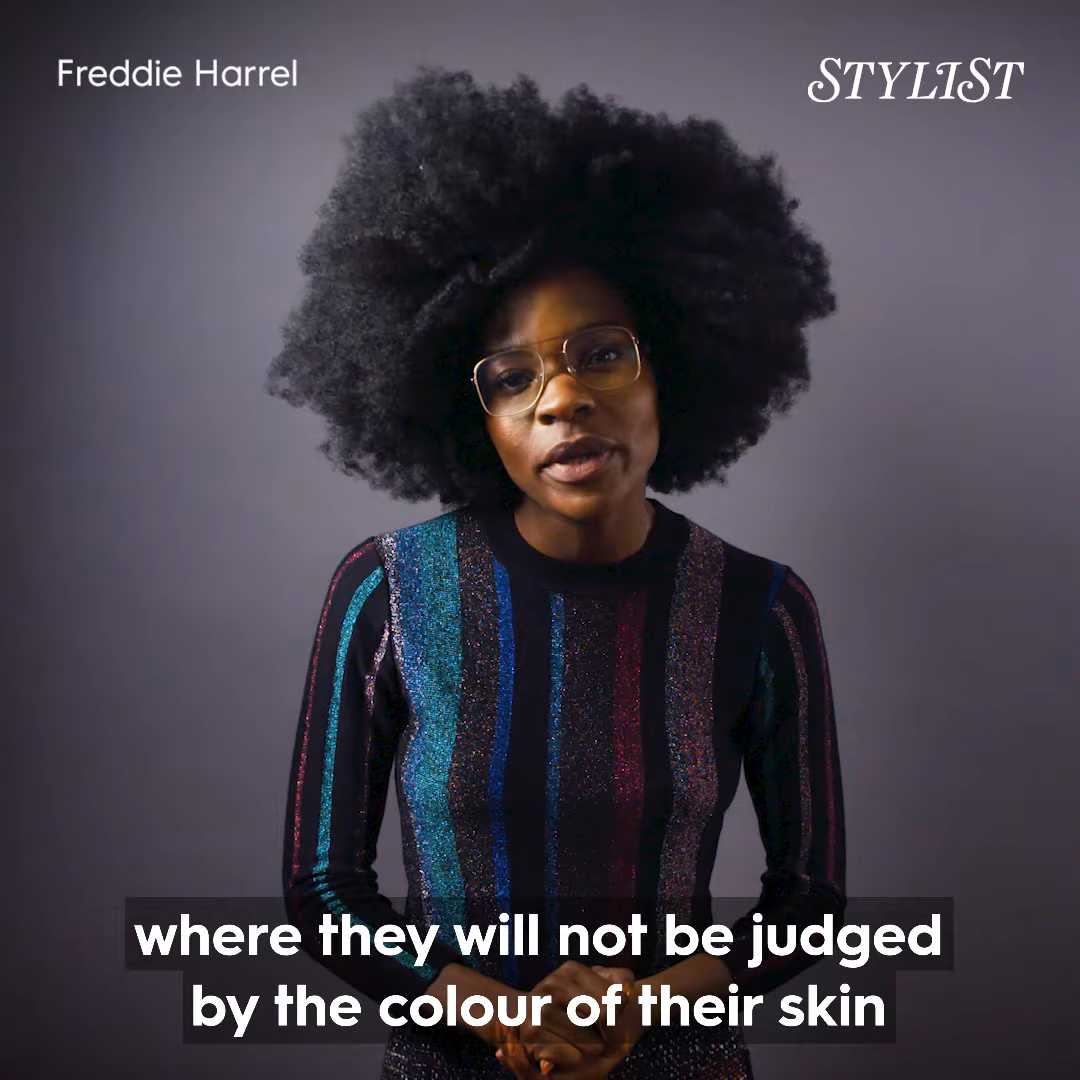 Freddie Harrel
STYLIST
where they will not be judged
by the colour of their skin